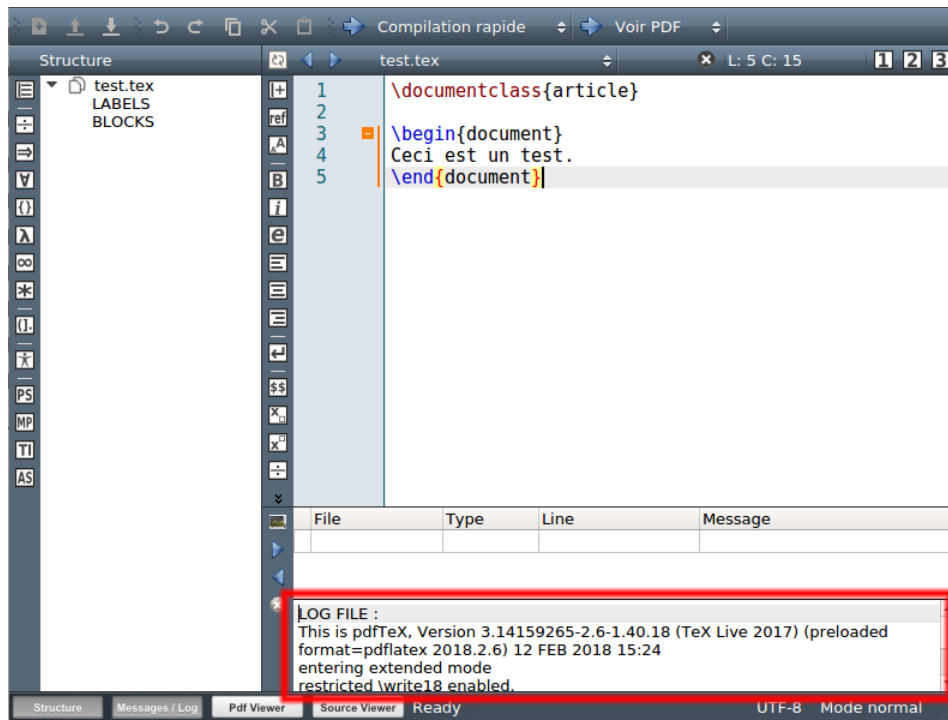 Compilation rapide Voir PDF
Structure test.tex L: 5 C: 15 1 2 3
test.tex
LABELS
BLOCKS
ref
A A
B
i
e
$$
X
x
{}
λ
∞
(].
PS
MP
TI
AS
1 \documentclass{article}
2
3 \begin{document}
4 Ceci est un test.
5 \end{document}
File Type Line Message
LOG FILE :
This is pdfTeX, Version 3.14159265-2.6-1.40.18 (TeX Live 2017) (preloaded
format=pdflatex 2018.2.6) 12 FEB 2018 15:24
entering extended mode
restricted \write18 enabled.
Structure Messages / Log Pdf Viewer Source Viewer Ready UTF-8 Mode normal